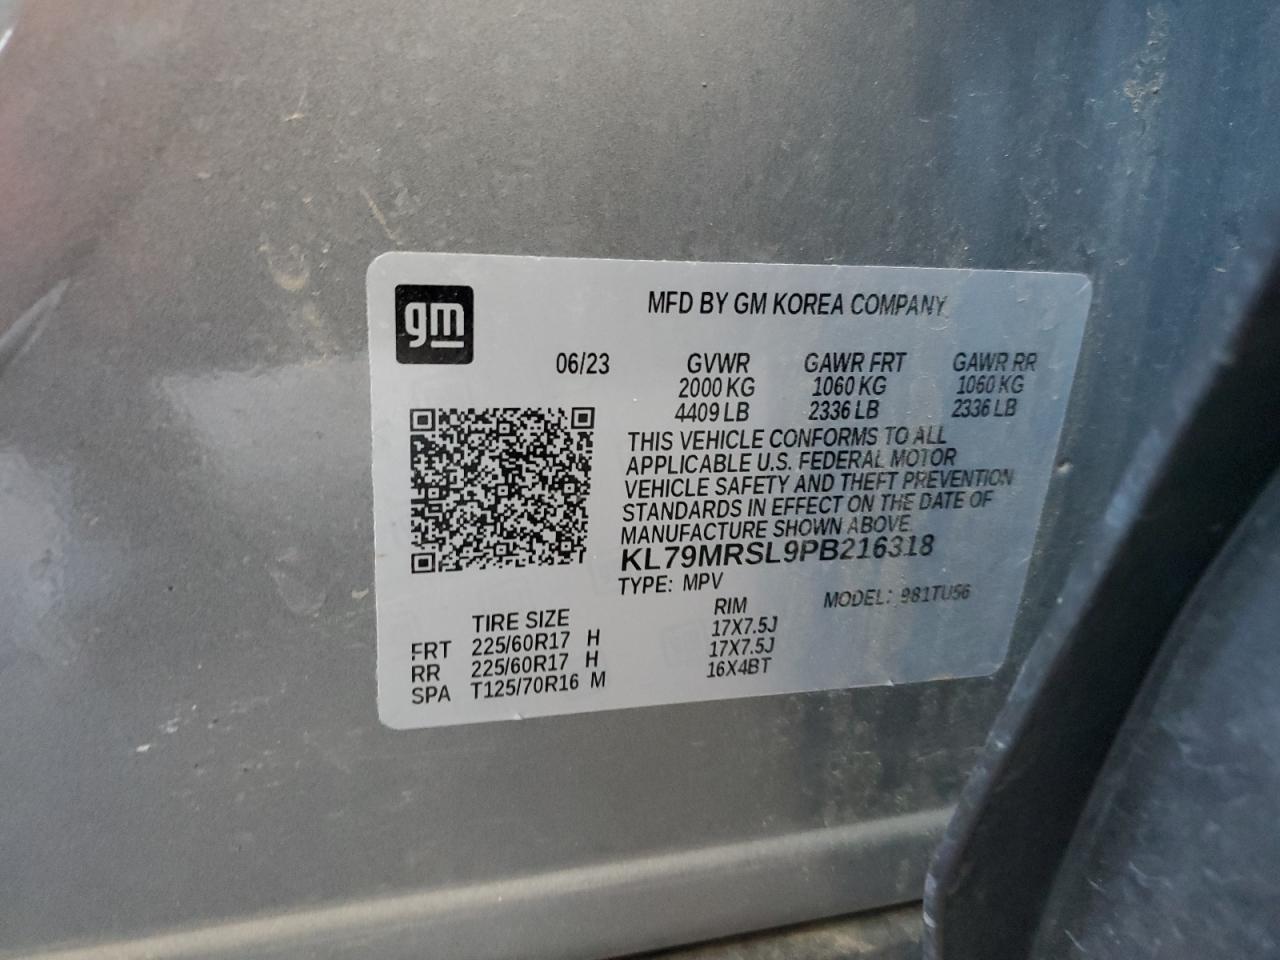 gm
MFD BY GM KOREA COMPANY
06/23 GVWR GAWR FRT GAWR RR
2000 KG 1060 KG 1060 KG
4409 LB 2336 LB 2336 LB
THIS VEHICLE CONFORMS TO ALL
APPLICABLE U.S. FEDERAL MOTOR
VEHICLE SAFETY AND THEFT PREVENTION
STANDARDS IN EFFECT ON THE DATE OF
MANUFACTURE SHOWN ABOVE.
KL79MRSL9PB216318
TYPE: MPV MODEL: 981TU56
TIRE SIZE RIM
FRT 225/60R17 H 17X7.5J
RR 225/60R17 H 17X7.5J
SPA T125/70R16 M 16X4BT